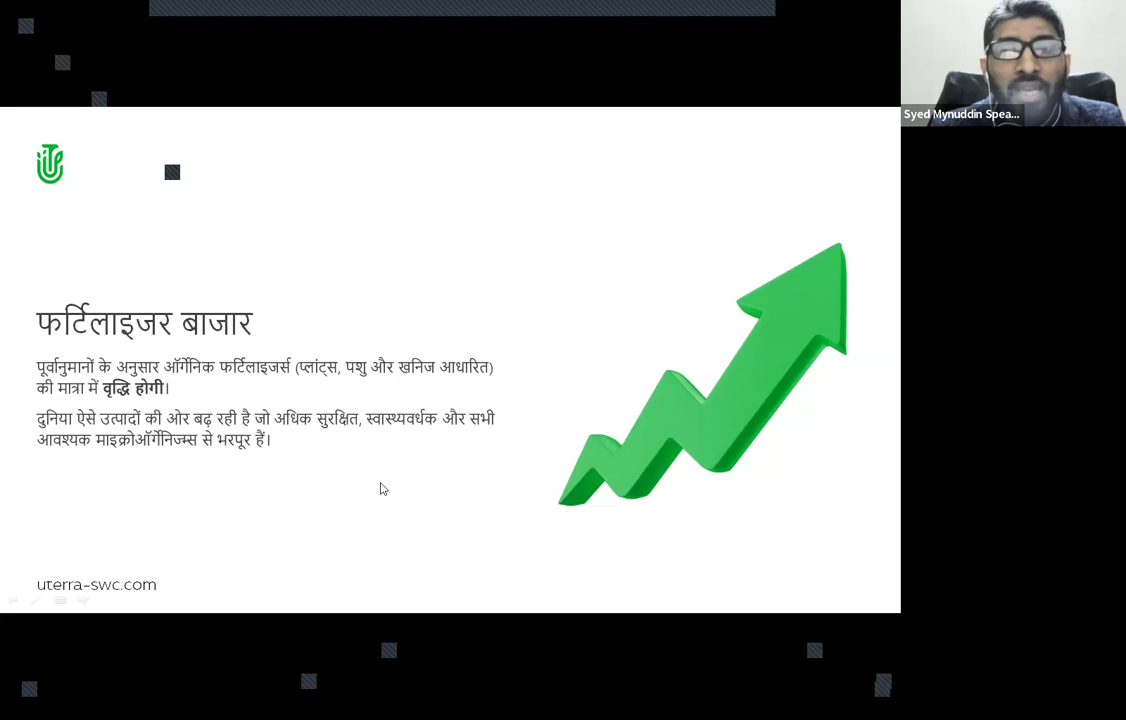 Syed Mynuddin Spea...
फर्टिलाइजर बाजार
पूर्वानुमानों के अनुसार ऑर्गेनिक फर्टिलाइजर्स (प्लांट्स, पशु और खनिज आधारित)
की मात्रा में वृद्धि होगी।
दुनिया ऐसे उत्पादों की ओर बढ़ रही है जो अधिक सुरक्षित, स्वास्थ्यवर्धक और सभी
आवश्यक माइक्रोऑर्गेनिज्म्स से भरपूर हैं।
uterra-swc.com